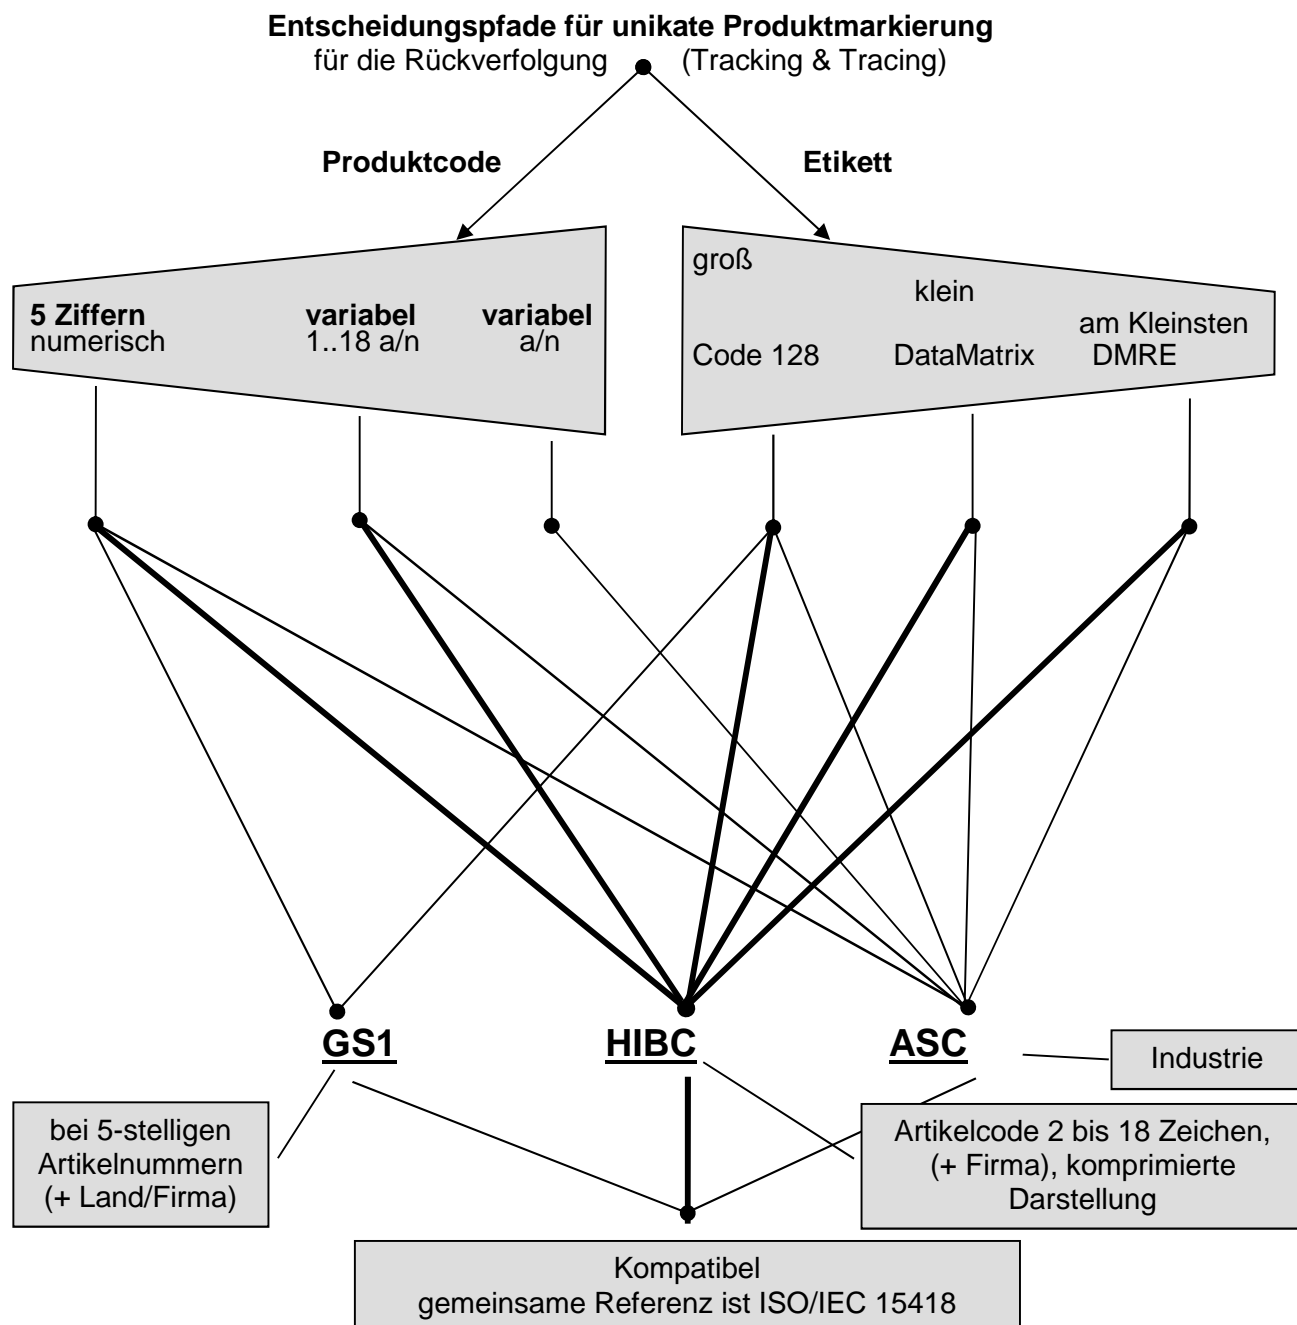 Entscheidungspfade für unikate Produktmarkierung
für die Rückverfolgung (Tracking & Tracing)
Produktcode
Etikett
5 Ziffern
numerisch
variabel
1..18 a/n
variabel
a/n
groß
Code 128
klein
DataMatrix
am Kleinsten
DMRE
GS1
HIBC
ASC
Industrie
bei 5-stelligen
Artikelnummern
(+ Land/Firma)
Artikelcode 2 bis 18 Zeichen,
(+ Firma), komprimierte
Darstellung
Kompatibel
gemeinsame Referenz ist ISO/IEC 15418